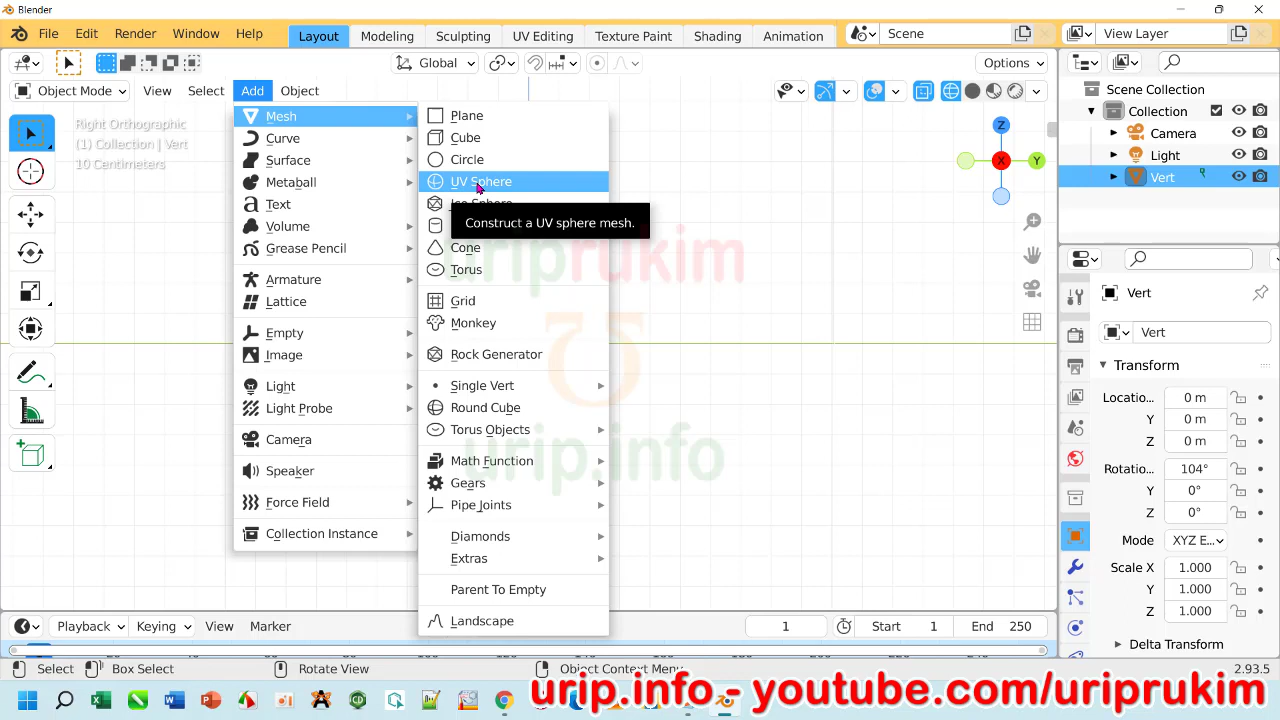 Blender
File Edit Render Window Help Layout Modeling Sculpting UV Editing Texture Paint Shading Animation Scene View Layer
Global Options
Object Mode View Select Add Object
Right Orthographic
(1) Collection | Vert
10 Centimeters
Mesh
Curve
Surface
Metaball
Text
Volume
Grease Pencil
Armature
Lattice
Empty
Image
Light
Light Probe
Camera
Speaker
Force Field
Collection Instance
Plane
Cube
Circle
UV Sphere
Ico Sphere
Construct a UV sphere mesh.
Cone
Torus
Grid
Monkey
Rock Generator
Single Vert
Round Cube
Torus Objects
Math Function
Gears
Pipe Joints
Diamonds
Extras
Parent To Empty
Landscape
uriprukim
urip.info
Z
X Y
Scene Collection
Collection
Camera
Light
Vert
Vert
Vert
Transform
Locatio... 0 m
Y 0 m
Z 0 m
Rotatio... 104°
Y 0°
Z 0°
Mode XYZ E...
Scale X 1.000
Y 1.000
Z 1.000
Delta Transform
Playback Keying View Marker 1 Start 1 End 250
Select Box Select Rotate View Object Context Menu 2.93.5
urip.info - youtube.com/uriprukim